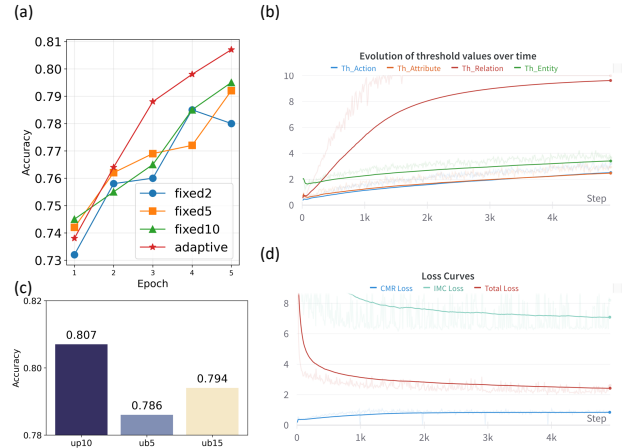 (a)
0.81
0.80
0.79
0.78
0.77
0.76
0.75
0.74
0.73
Accuracy
1 2 3 4 5
Epoch
fixed2
fixed5
fixed10
adaptive
(b)
Evolution of threshold values over time
Th_Action Th_Attribute Th_Relation Th_Entity
10
8
6
4
2
0
0 1k 2k 3k 4k
Step
(c)
0.82
0.80
0.78
Accuracy
0.807
0.786
0.794
up10 ub5 ub15
(d)
Loss Curves
CMR Loss IMC Loss Total Loss
8
6
4
2
0
0 1k 2k 3k 4k
Step